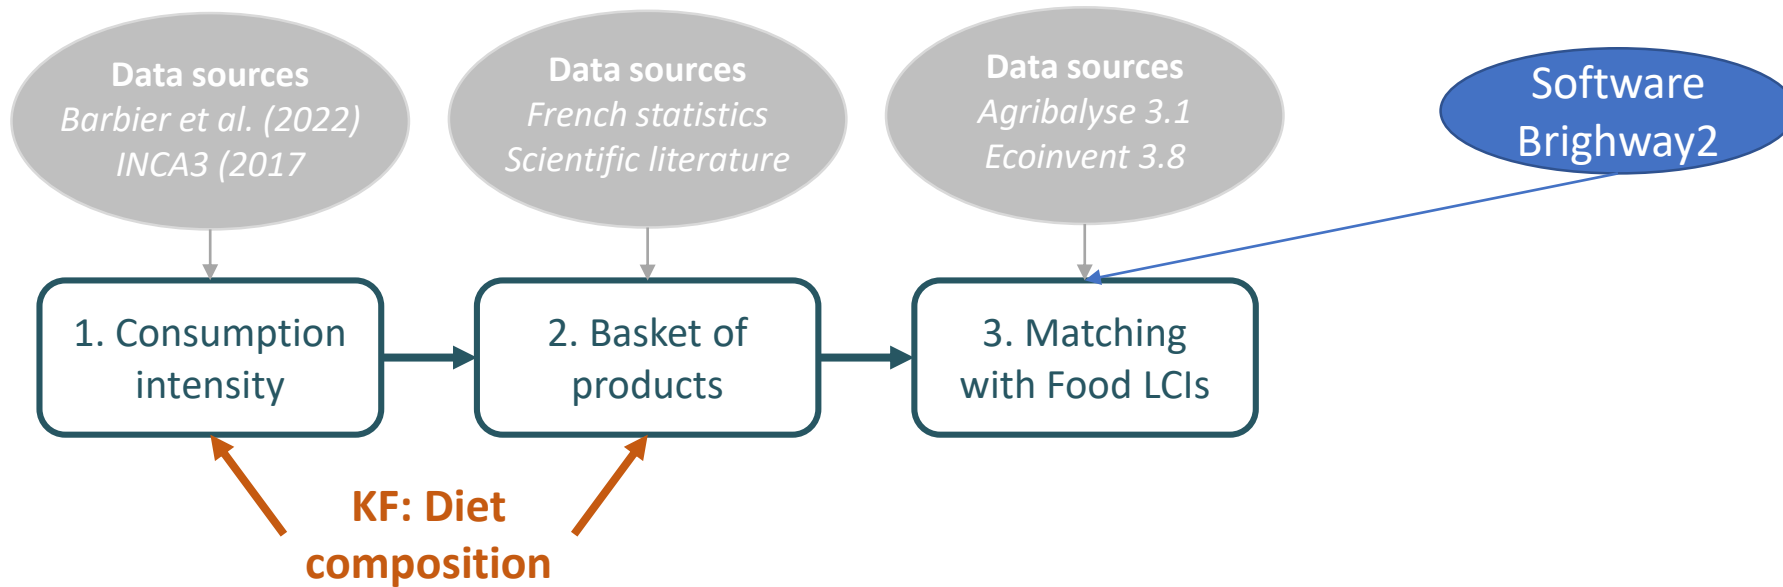 Data sources
Barbier et al. (2022)
INCA3 (2017
Data sources
French statistics
Scientific literature
Data sources
Agribalyse 3.1
Ecoinvent 3.8
Software
Brighway2
1. Consumption
intensity
2. Basket of
products
3. Matching
with Food LCIs
KF: Diet
composition